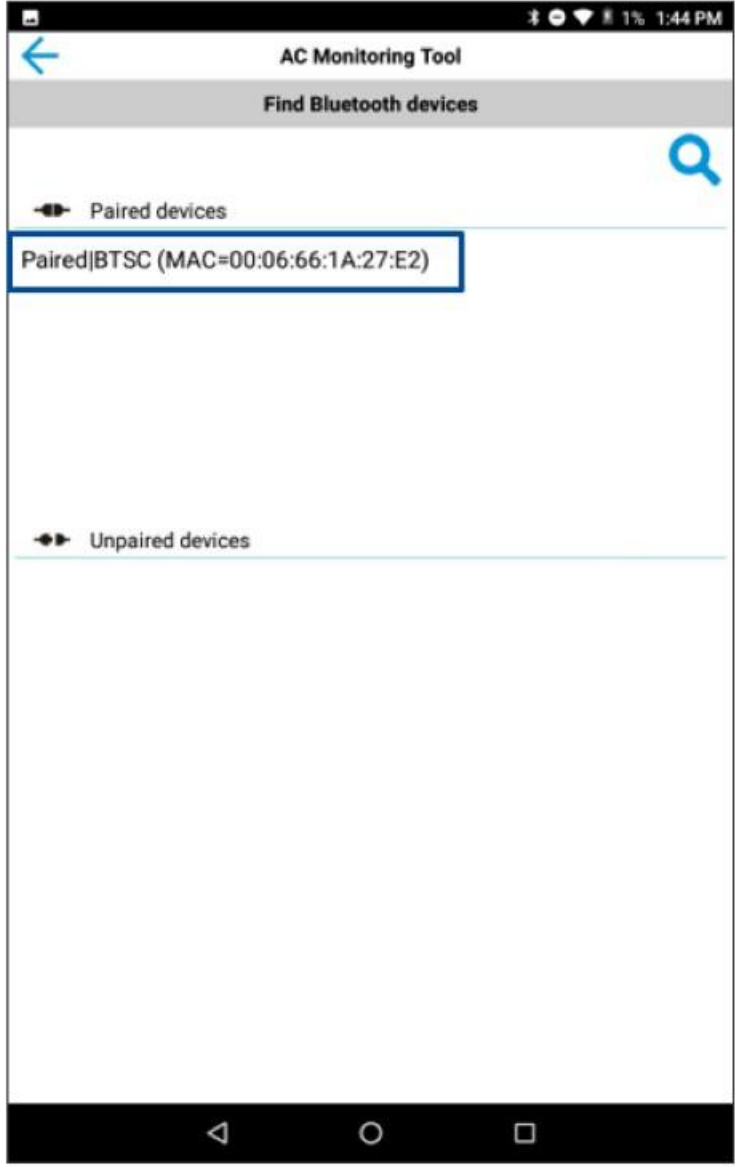 1% 1:44 PM
AC Monitoring Tool
Find Bluetooth devices
Paired devices
Paired|BTSC (MAC=00:06:66:1A:27:E2)
Unpaired devices